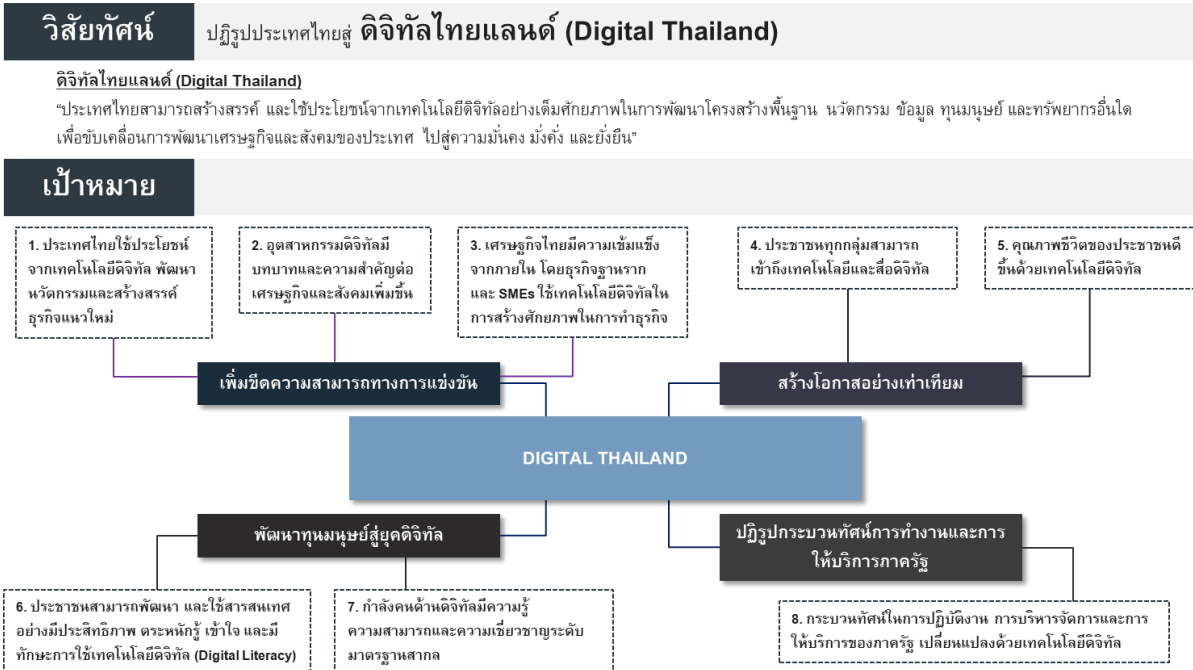 วิสัยทัศน์
ปฏิรูปประเทศไทยสู่ ดิจิทัลไทยแลนด์ (Digital Thailand)
ดิจิทัลไทยแลนด์ (Digital Thailand)
“ประเทศไทยสามารถสร้างสรรค์ และใช้ประโยชน์จากเทคโนโลยีดิจิทัลอย่างเต็มศักยภาพในการพัฒนาโครงสร้างพื้นฐาน นวัตกรรม ข้อมูล ทุนมนุษย์ และทรัพยากรอื่นใด
เพื่อขับเคลื่อนการพัฒนาเศรษฐกิจและสังคมของประเทศ ไปสู่ความมั่นคง มั่งคั่ง และยั่งยืน”
เป้าหมาย
1. ประเทศไทยใช้ประโยชน์
จากเทคโนโลยีดิจิทัล พัฒนา
นวัตกรรมและสร้างสรรค์
ธุรกิจแนวใหม่
2. อุตสาหกรรมดิจิทัลมี
บทบาทและความสำคัญต่อ
เศรษฐกิจและสังคมเพิ่มขึ้น
3. เศรษฐกิจไทยมีความเข้มแข็ง
จากภายใน โดยธุรกิจฐานราก
และ SMEs ใช้เทคโนโลยีดิจิทัลใน
การสร้างศักยภาพในการทำธุรกิจ
4. ประชาชนทุกกลุ่มสามารถ
เข้าถึงเทคโนโลยีและสื่อดิจิทัล
5. คุณภาพชีวิตของประชาชนดี
ขึ้นด้วยเทคโนโลยีดิจิทัล
เพิ่มขีดความสามารถทางการแข่งขัน
สร้างโอกาสอย่างเท่าเทียม
DIGITAL THAILAND
พัฒนาทุนมนุษย์สู่ยุคดิจิทัล
ปฏิรูปกระบวนทัศน์การทำงานและการ
ให้บริการภาครัฐ
6. ประชาชนสามารถพัฒนา และใช้สารสนเทศ
อย่างมีประสิทธิภาพ ตระหนักรู้ เข้าใจ และมี
ทักษะการใช้เทคโนโลยีดิจิทัล (Digital Literacy)
7. กำลังคนด้านดิจิทัลมีความรู้
ความสามารถและความเชี่ยวชาญระดับ
มาตรฐานสากล
8. กระบวนทัศน์ในการปฏิบัติงาน การบริหารจัดการและการ
ให้บริการของภาครัฐ เปลี่ยนแปลงด้วยเทคโนโลยีดิจิทัล